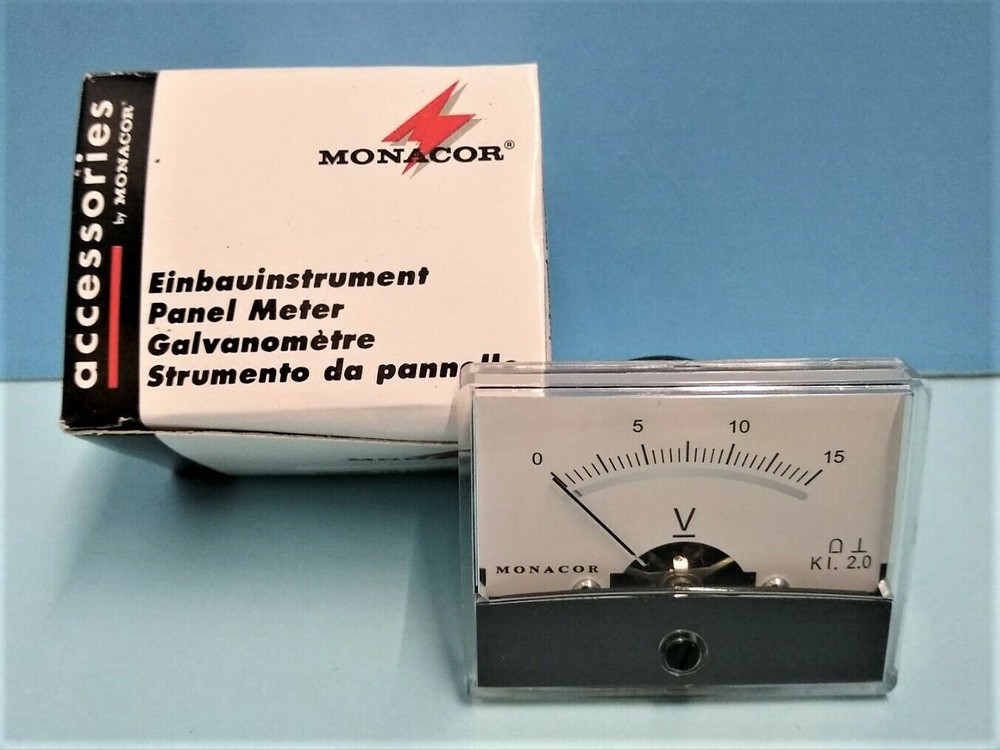 accessories
by MONACOR®
MONACOR®
Einbauinstrument
Panel Meter
Galvanomètre
Strumento da
0 5 10 15
V
MONACOR
Kl. 2.0